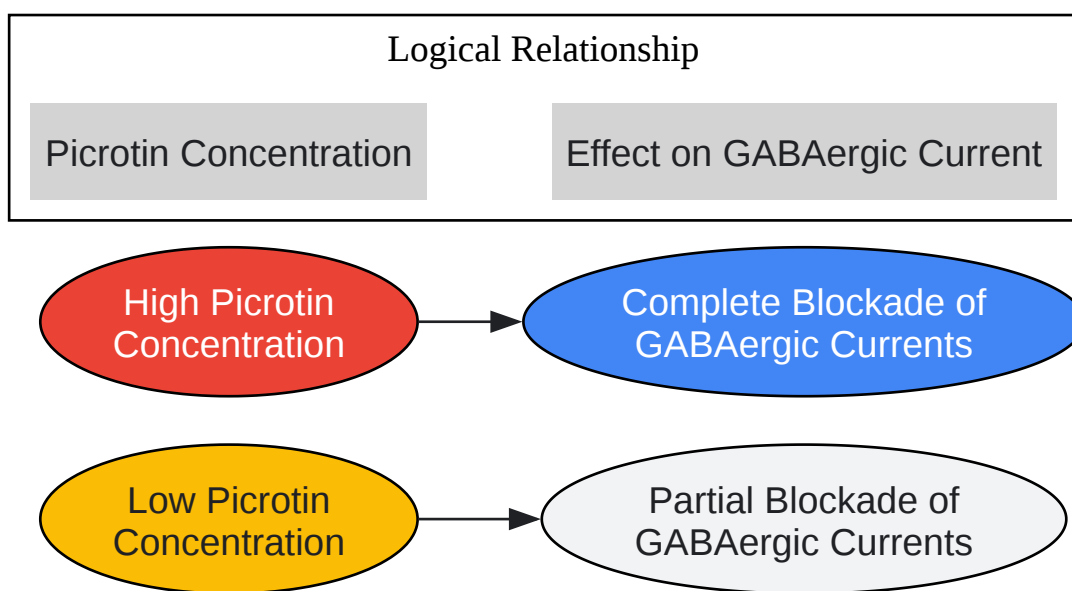 Logical Relationship
Picrotin Concentration
Effect on GABAergic Current
High Picrotin
Concentration
Complete Blockade of
GABAergic Currents
Low Picrotin
Concentration
Partial Blockade of
GABAergic Currents